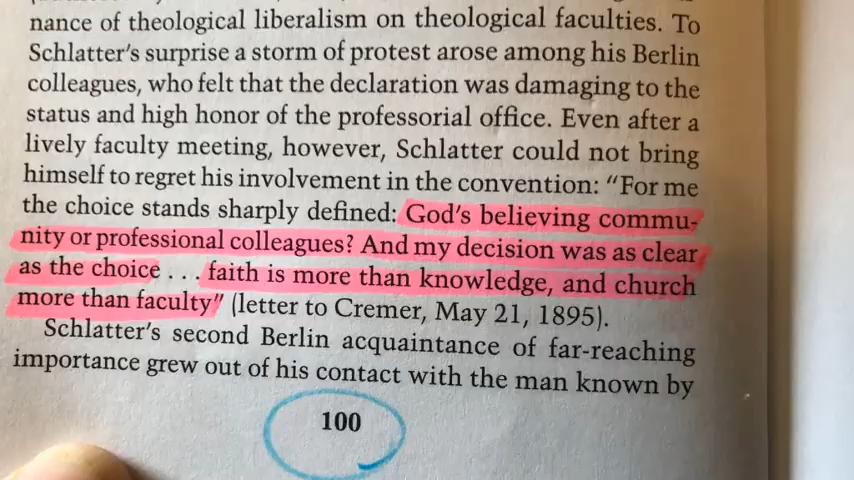 nance of theological liberalism on theological faculties. To
Schlatter's surprise a storm of protest arose among his Berlin
colleagues, who felt that the declaration was damaging to the
status and high honor of the professorial office. Even after a
lively faculty meeting, however, Schlatter could not bring
himself to regret his involvement in the convention: “For me
the choice stands sharply defined: God's believing commu-
nity or professional colleagues? And my decision was as clear
as the choice . . . faith is more than knowledge, and church
more than faculty” (letter to Cremer, May 21, 1895).
Schlatter's second Berlin acquaintance of far-reaching
importance grew out of his contact with the man known by
100